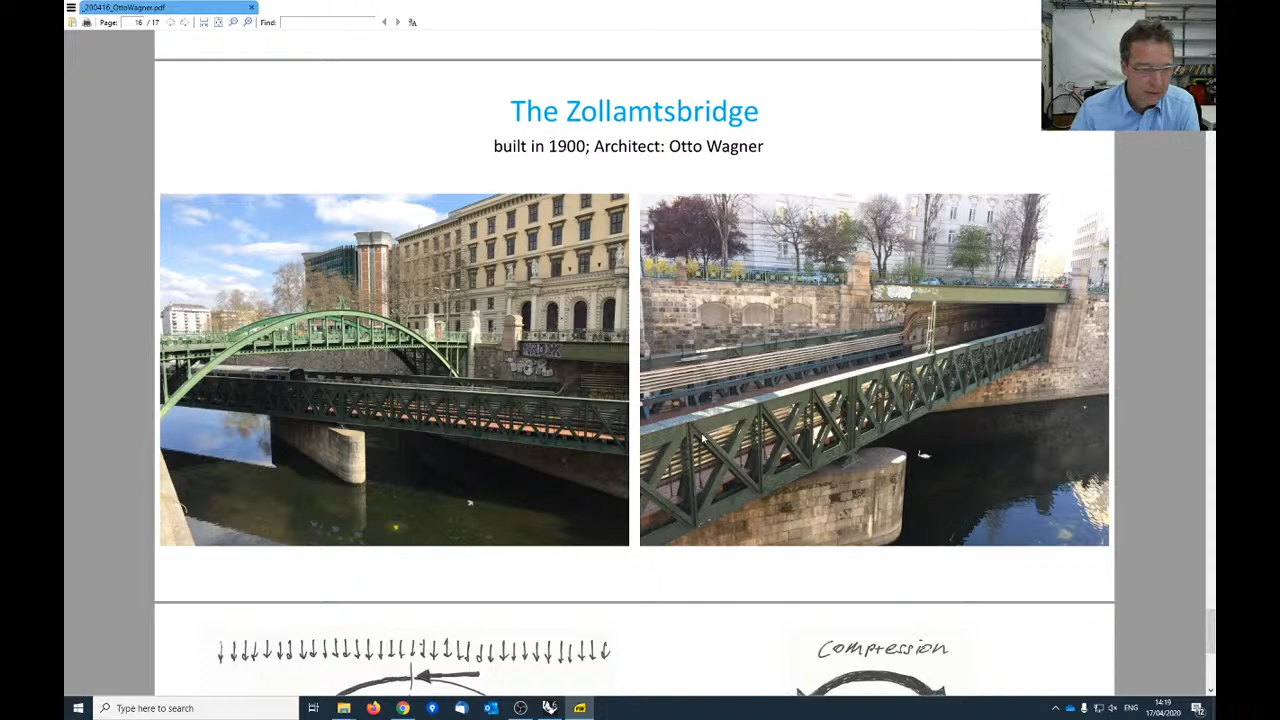 _200416_OttoWagner.pdf
Page: 16 / 17 Find:
The Zollamtsbridge
built in 1900; Architect: Otto Wagner
Compression
Type here to search
ENG
14:19
17/04/2020